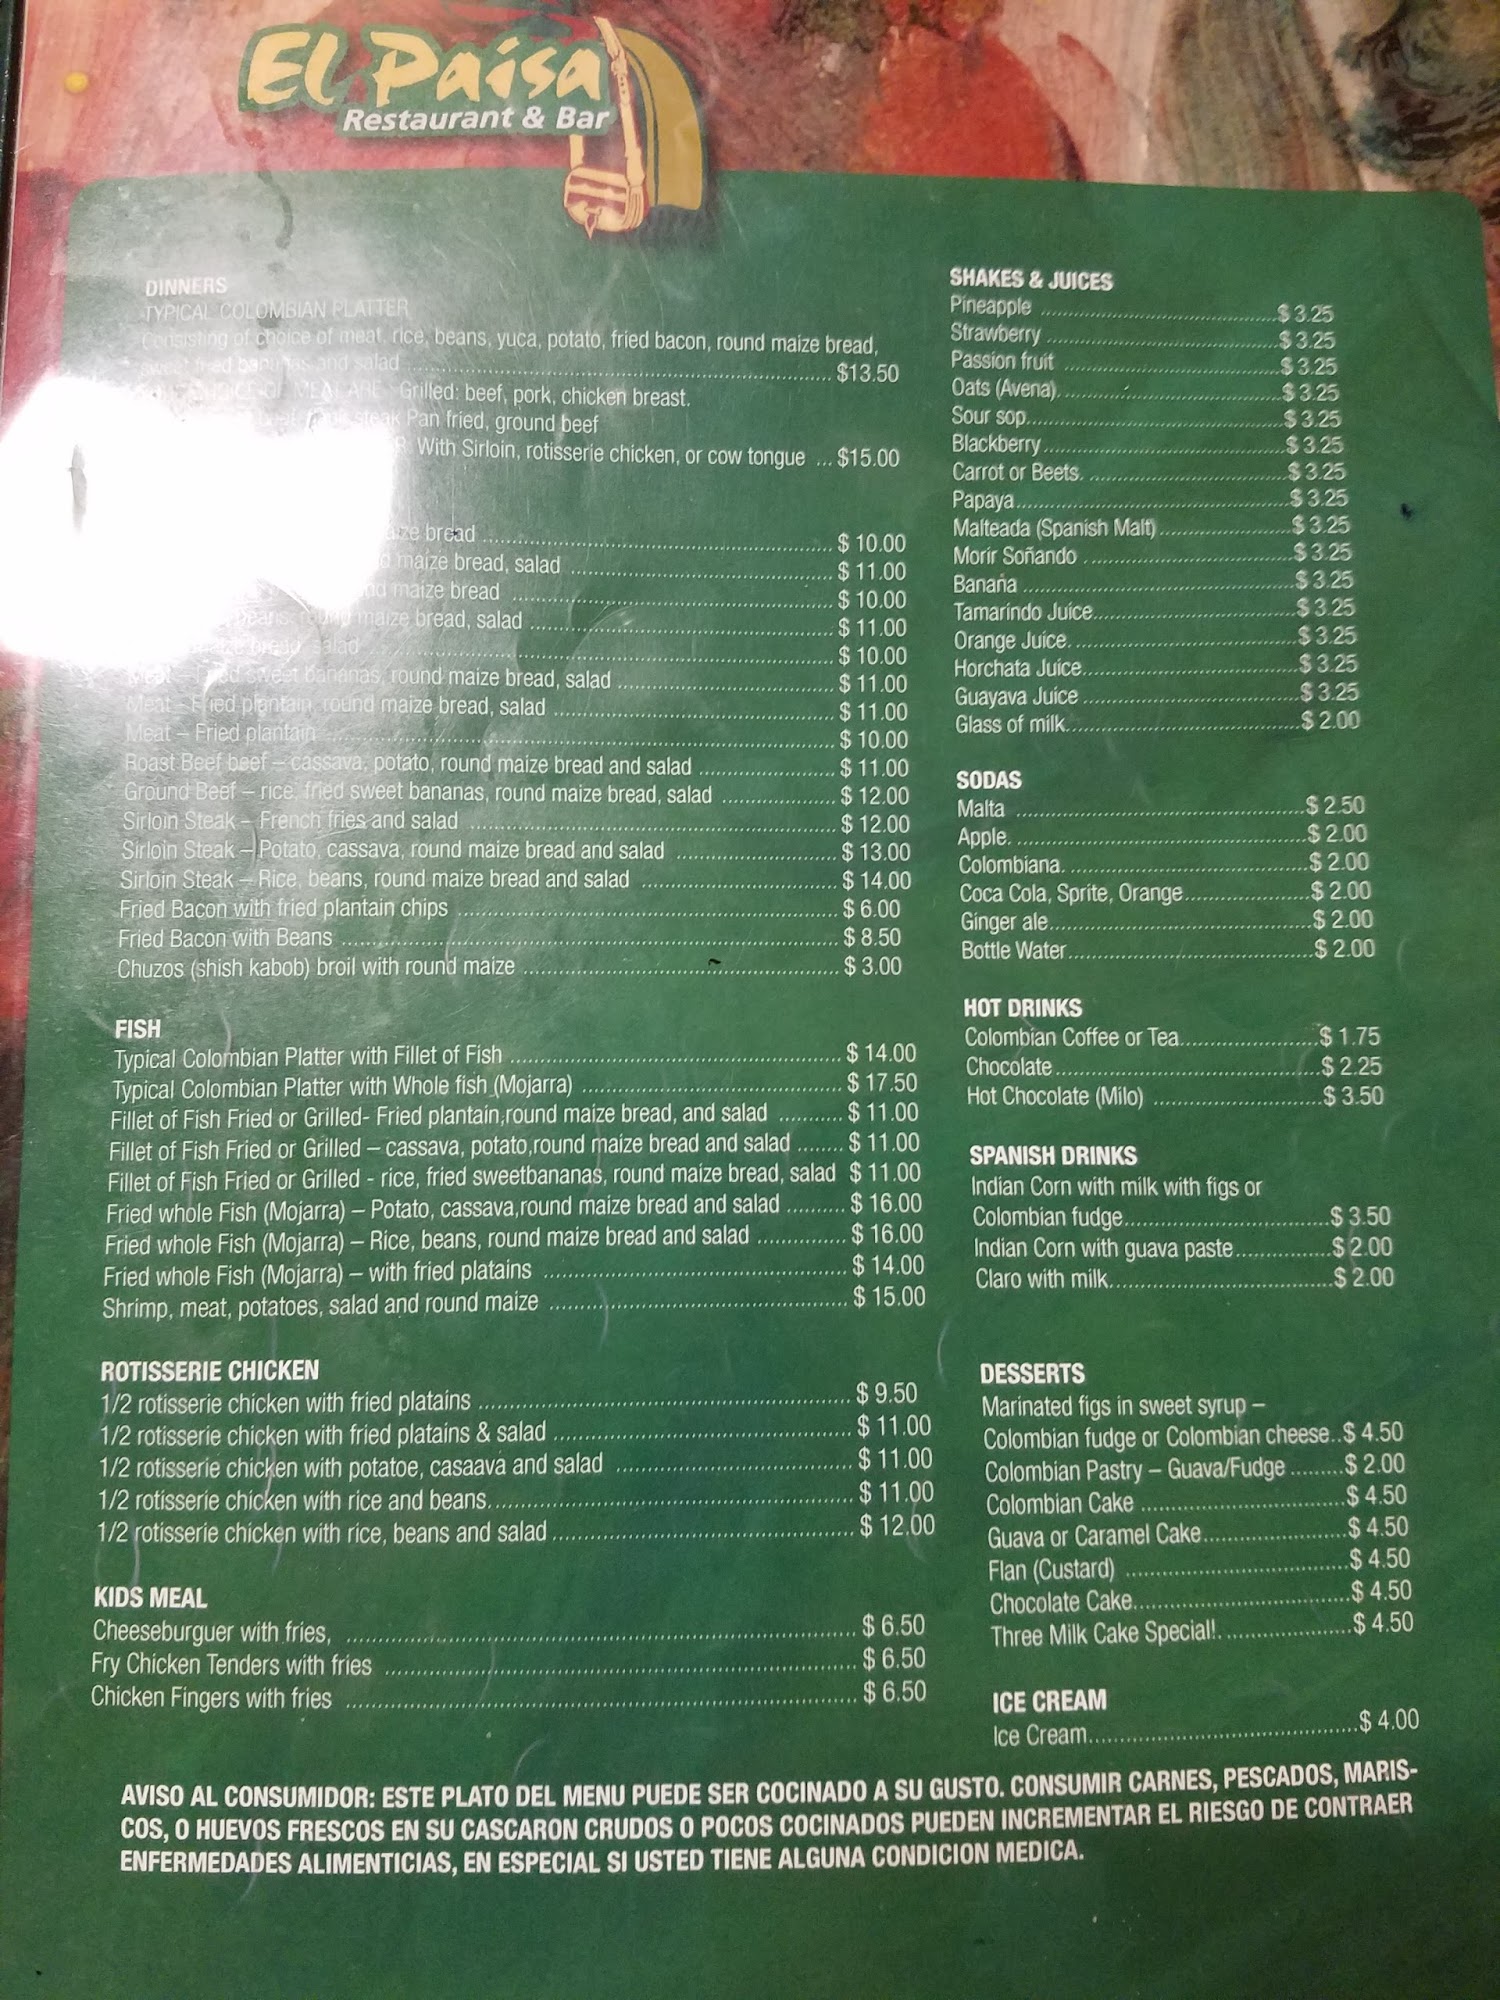 El Paisa
Restaurant & Bar
DINNERS
TYPICAL COLOMBIAN PLATTER
Consisting of choice of meat, rice, beans, yuca, potato, fried bacon, round maize bread,
sweet fried bananas and salad ........ $13.50
CHOICE OF MEAT ARE - Grilled: beef, pork, chicken breast.
steak Pan fried, ground beef
With Sirloin, rotisserie chicken, or cow tongue ... $15.00
bread ........ $ 10.00
maize bread, salad ........ $ 11.00
maize bread ........ $ 10.00
beans, round maize bread, salad ........ $ 11.00
bread, salad ........ $ 10.00
Meat – Fried sweet bananas, round maize bread, salad ........ $ 11.00
Meat – Fried plantain, round maize bread, salad ........ $ 11.00
Meat – Fried plantain ........ $ 10.00
Roast Beef beef – cassava, potato, round maize bread and salad ........ $ 11.00
Ground Beef – rice, fried sweet bananas, round maize bread, salad ........ $ 12.00
Sirloin Steak – French fries and salad ........ $ 12.00
Sirloin Steak – Potato, cassava, round maize bread and salad ........ $ 13.00
Sirloin Steak – Rice, beans, round maize bread and salad ........ $ 14.00
Fried Bacon with fried plantain chips ........ $ 6.00
Fried Bacon with Beans ........ $ 8.50
Chuzos (shish kabob) broil with round maize ........ $ 3.00
FISH
Typical Colombian Platter with Fillet of Fish ........ $ 14.00
Typical Colombian Platter with Whole fish (Mojarra) ........ $ 17.50
Fillet of Fish Fried or Grilled- Fried plantain,round maize bread, and salad ........ $ 11.00
Fillet of Fish Fried or Grilled – cassava, potato,round maize bread and salad ........ $ 11.00
Fillet of Fish Fried or Grilled - rice, fried sweetbananas, round maize bread, salad $ 11.00
Fried whole Fish (Mojarra) – Potato, cassava,round maize bread and salad ........ $ 16.00
Fried whole Fish (Mojarra) – Rice, beans, round maize bread and salad ........ $ 16.00
Fried whole Fish (Mojarra) – with fried platains ........ $ 14.00
Shrimp, meat, potatoes, salad and round maize ........ $ 15.00
ROTISSERIE CHICKEN
1/2 rotisserie chicken with fried platains ........ $ 9.50
1/2 rotisserie chicken with fried platains & salad ........ $ 11.00
1/2 rotisserie chicken with potatoe, casaava and salad ........ $ 11.00
1/2 rotisserie chicken with rice and beans ........ $ 11.00
1/2 rotisserie chicken with rice, beans and salad ........ $ 12.00
KIDS MEAL
Cheeseburguer with fries, ........ $ 6.50
Fry Chicken Tenders with fries ........ $ 6.50
Chicken Fingers with fries ........ $ 6.50
SHAKES & JUICES
Pineapple ........ $ 3.25
Strawberry ........ $ 3.25
Passion fruit ........ $ 3.25
Oats (Avena) ........ $ 3.25
Sour sop ........ $ 3.25
Blackberry ........ $ 3.25
Carrot or Beets. ........ $ 3.25
Papaya ........ $ 3.25
Malteada (Spanish Malt) ........ $ 3.25
Morir Soñando ........ $ 3.25
Banana ........ $ 3.25
Tamarindo Juice ........ $ 3.25
Orange Juice ........ $ 3.25
Horchata Juice ........ $ 3.25
Guayava Juice ........ $ 3.25
Glass of milk ........ $ 2.00
SODAS
Malta ........ $ 2.50
Apple ........ $ 2.00
Colombiana ........ $ 2.00
Coca Cola, Sprite, Orange ........ $ 2.00
Ginger ale ........ $ 2.00
Bottle Water ........ $ 2.00
HOT DRINKS
Colombian Coffee or Tea ........ $ 1.75
Chocolate ........ $ 2.25
Hot Chocolate (Milo) ........ $ 3.50
SPANISH DRINKS
Indian Corn with milk with figs or
Colombian fudge ........ $ 3.50
Indian Corn with guava paste ........ $ 2.00
Claro with milk ........ $ 2.00
DESSERTS
Marinated figs in sweet syrup –
Colombian fudge or Colombian cheese..$ 4.50
Colombian Pastry – Guava/Fudge ........ $ 2.00
Colombian Cake ........ $ 4.50
Guava or Caramel Cake ........ $ 4.50
Flan (Custard) ........ $ 4.50
Chocolate Cake ........ $ 4.50
Three Milk Cake Special! ........ $ 4.50
ICE CREAM
Ice Cream ........ $ 4.00
AVISO AL CONSUMIDOR: ESTE PLATO DEL MENU PUEDE SER COCINADO A SU GUSTO. CONSUMIR CARNES, PESCADOS, MARIS-
COS, O HUEVOS FRESCOS EN SU CASCARON CRUDOS O POCOS COCINADOS PUEDEN INCREMENTAR EL RIESGO DE CONTRAER
ENFERMEDADES ALIMENTICIAS, EN ESPECIAL SI USTED TIENE ALGUNA CONDICION MEDICA.